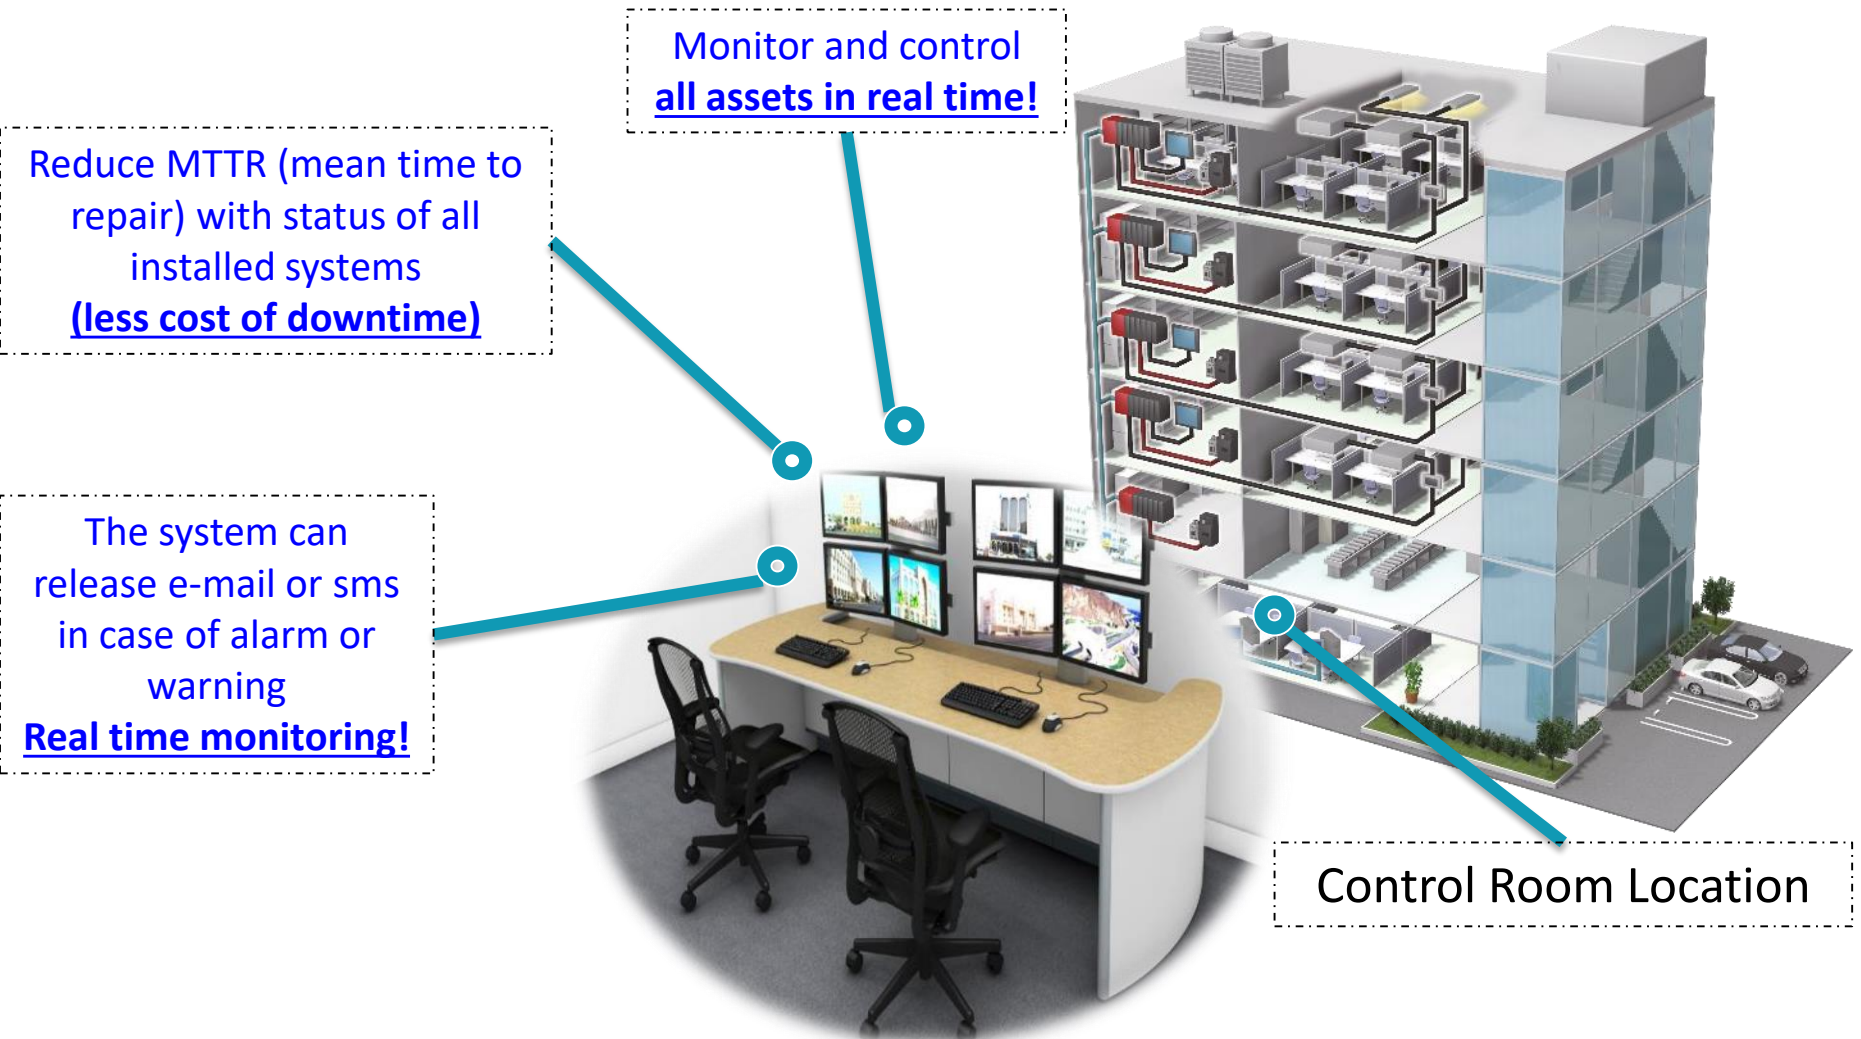 Monitor and control
all assets in real time!
Reduce MTTR (mean time to
repair) with status of all
installed systems
(less cost of downtime)
The system can
release e-mail or sms
in case of alarm or
warning
Real time monitoring!
Control Room Location